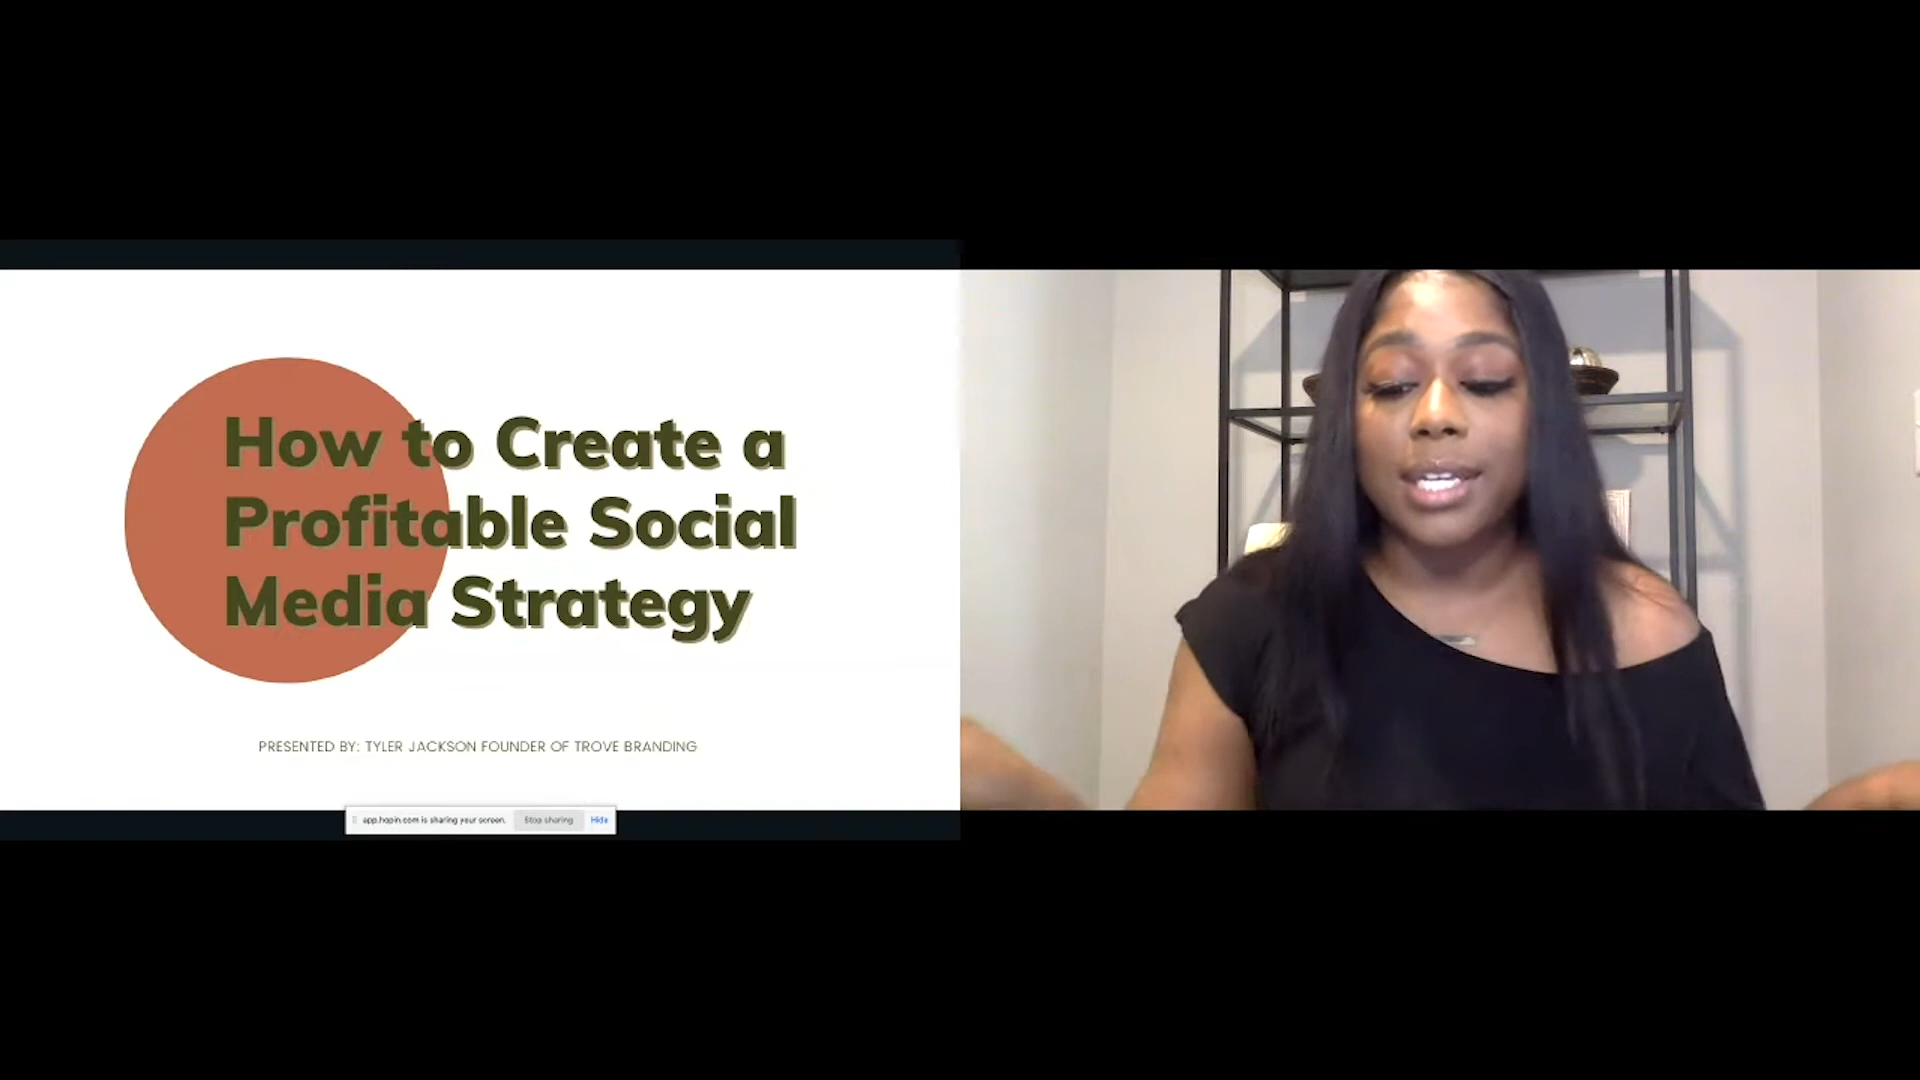 How to Create a
Profitable Social
Media Strategy
PRESENTED BY: TYLER JACKSON FOUNDER OF TROVE BRANDING
app.hopin.com is sharing your screen. Stop sharing Hide